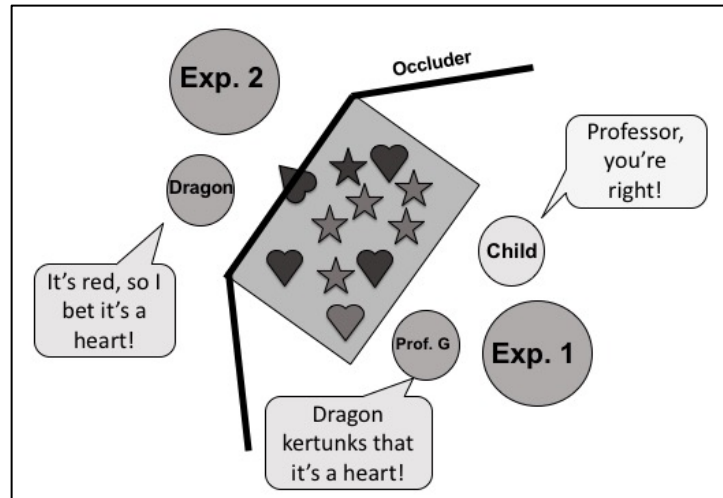 Exp. 2
Occluder
Professor,
you're
right!
Dragon
Child
It's red, so I
bet it's a
heart!
Prof. G
Exp. 1
Dragon
kertunks that
it's a heart!